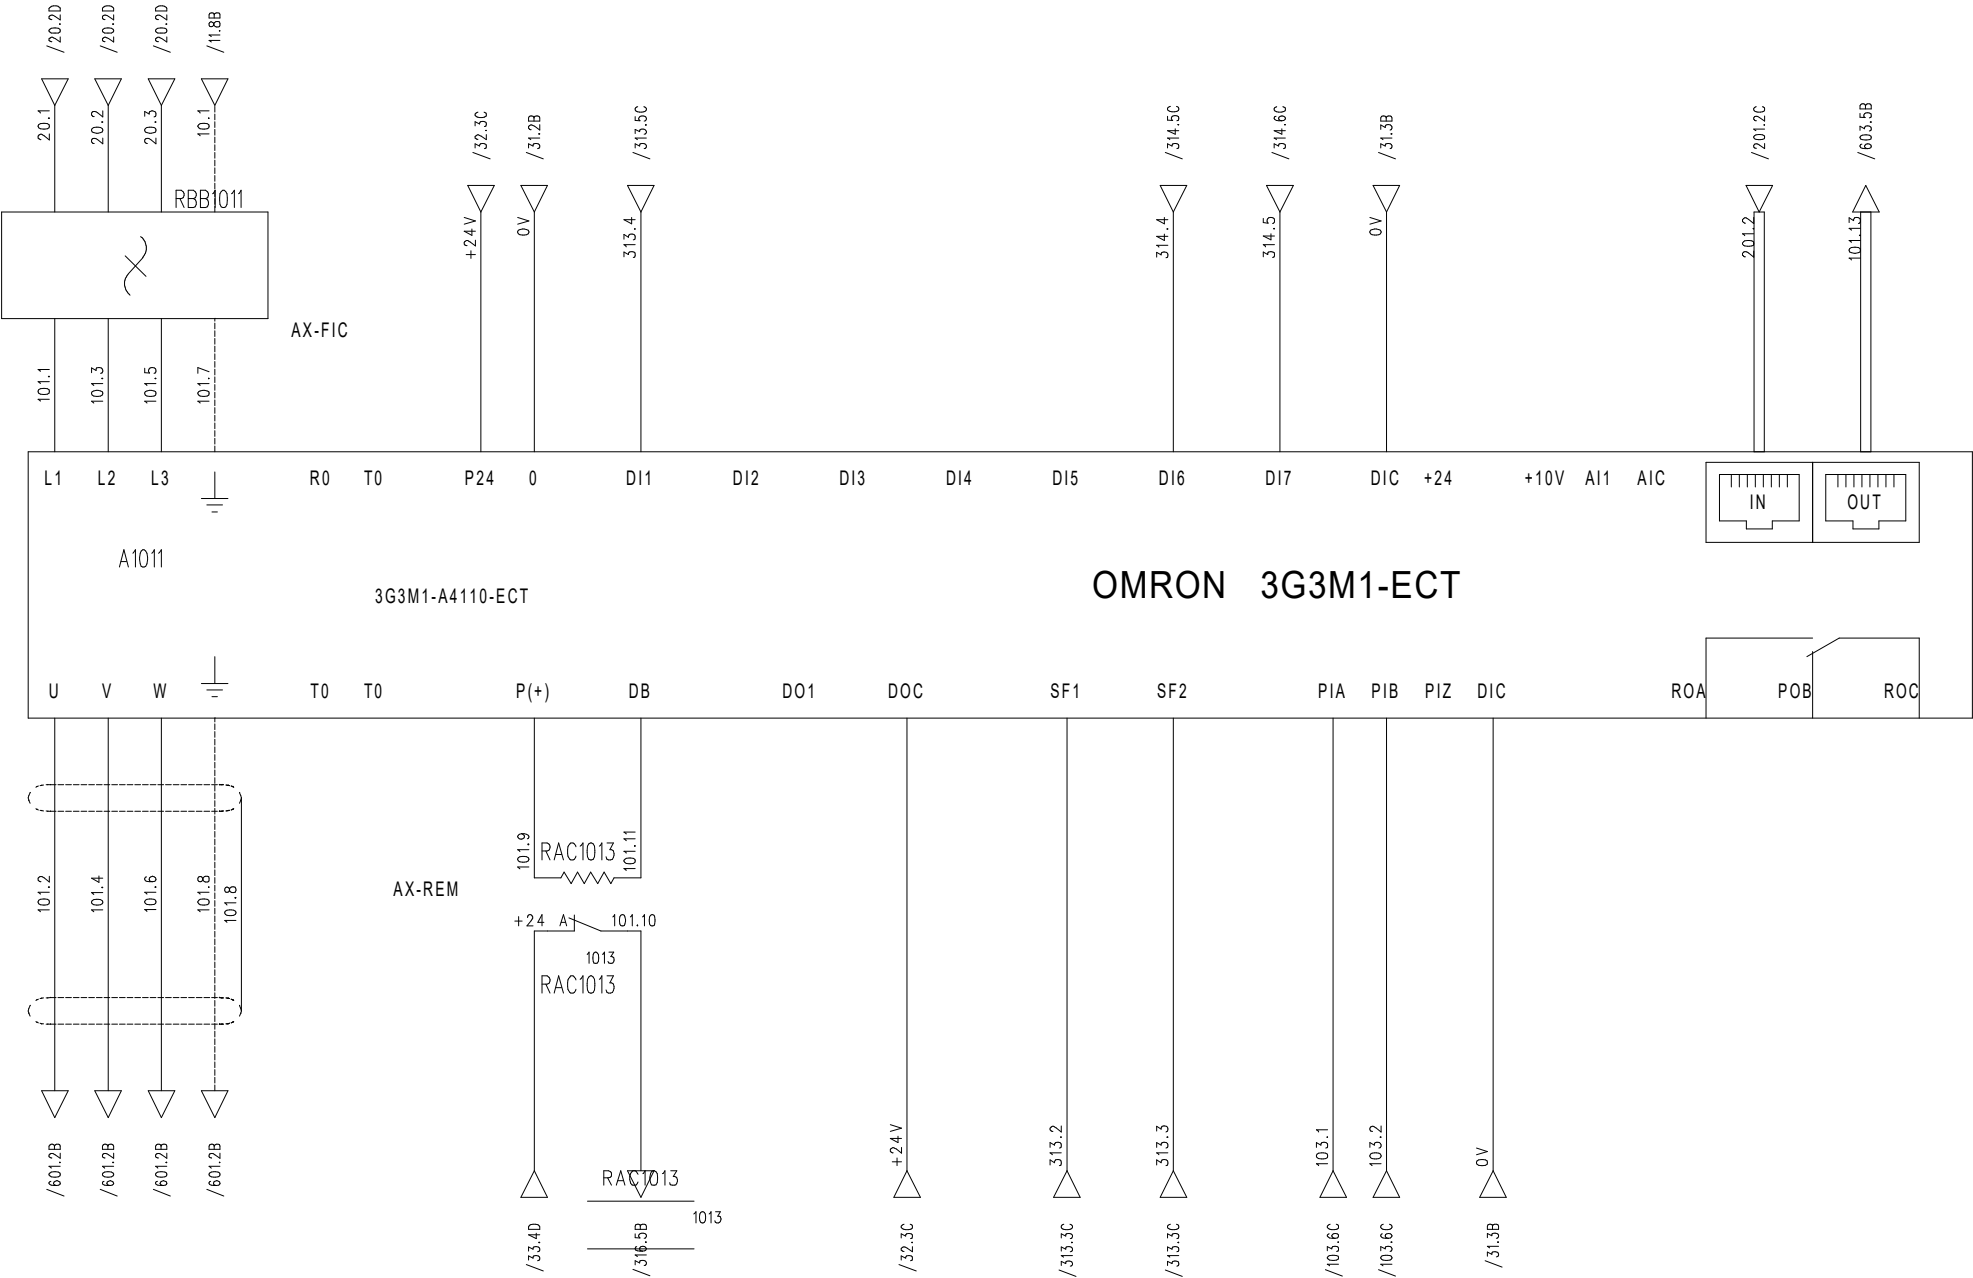 /20.2D /20.2D /20.2D /11.8B
20.1 20.2 20.3 10.1
/32.3C /31.2B /313.5C /314.5C /314.6C /31.3B /201.2C /603.5B
RBB1011
+24V 0V 313.4 314.4 314.5 0V 201.2 101.13
AX-FIC
101.1 101.3 101.5 101.7
L1 L2 L3 R0 T0 P24 0 DI1 DI2 DI3 DI4 DI5 DI6 DI7 DIC +24 +10V AI1 AIC
IN OUT
A1011
3G3M1-A4110-ECT
OMRON 3G3M1-ECT
U V W T0 T0 P(+) DB DO1 DOC SF1 SF2 PIA PIB PIZ DIC ROA POB ROC
101.9 RAC1013 101.11
AX-REM
101.2 101.4 101.6 101.8 101.8
+24 A 101.10
1013
RAC1013
+24V 313.2 313.3 103.1 103.2 0V
/601.2B /601.2B /601.2B /601.2B
RAC1013
1013
/33.4D /316.5B /32.3C /313.3C /313.3C /103.6C /103.6C /31.3B